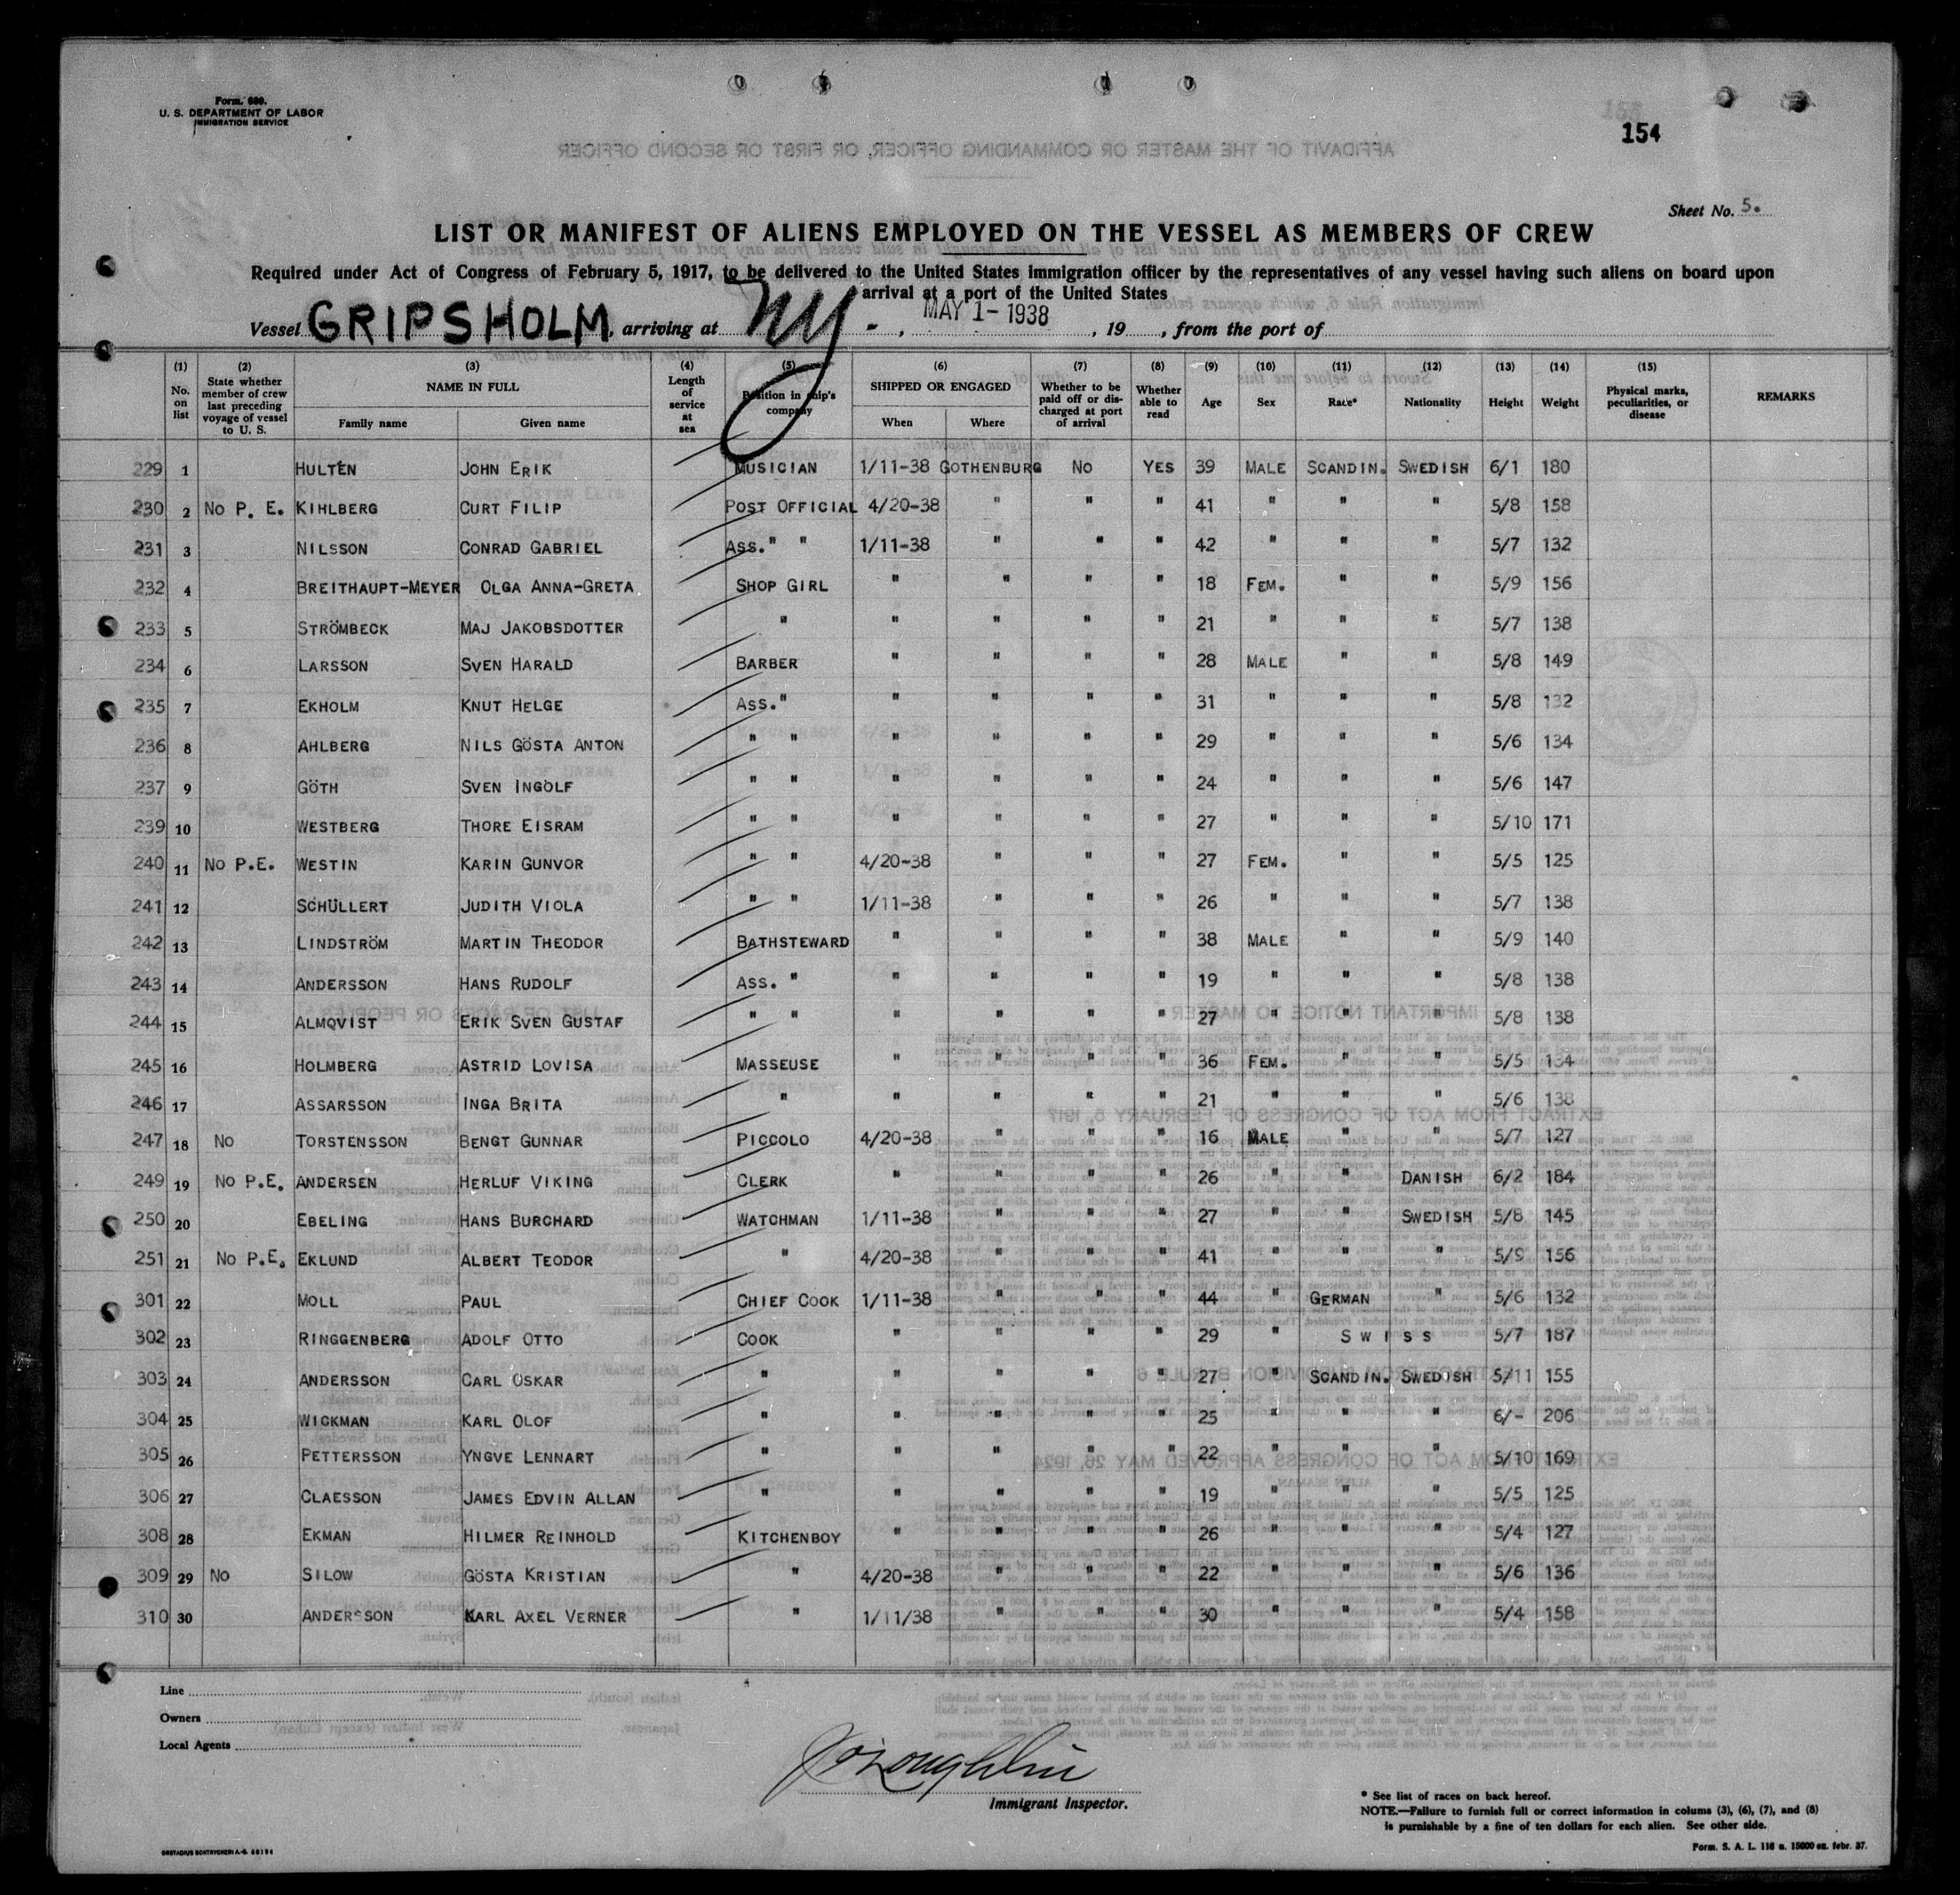 Form 680.
U. S. DEPARTMENT OF LABOR
IMMIGRATION SERVICE
154
Sheet No. 5.
LIST OR MANIFEST OF ALIENS EMPLOYED ON THE VESSEL AS MEMBERS OF CREW
Required under Act of Congress of February 5, 1917, to be delivered to the United States immigration officer by the representatives of any vessel having such aliens on board upon
arrival at a port of the United States
Vessel GRIPSHOLM, arriving at NY - , MAY 1-1938 , 19 , from the port of
(1) No. on list (2) State whether member of crew last preceding voyage of vessel to U. S. (3) NAME IN FULL Family name Given name (4) Length of service at sea (5) Position in ship's company (6) SHIPPED OR ENGAGED When Where (7) Whether to be paid off or discharged at port of arrival (8) Whether able to read (9) Age (10) Sex (11) Race* (12) Nationality (13) Height (14) Weight (15) Physical marks, peculiarities, or disease REMARKS
229 1 HULTEN JOHN ERIK MUSICIAN 1/11-38 GOTHENBURG NO YES 39 MALE SCANDIN. SWEDISH 6/1 180
230 2 NO P. E. KIHLBERG CURT FILIP POST OFFICIAL 4/20-38 " " " 41 " " " 5/8 158
231 3 NILSSON CONRAD GABRIEL ASS." " 1/11-38 " " " 42 " " " 5/7 132
232 4 BREITHAUPT-MEYER OLGA ANNA-GRETA SHOP GIRL " " " " 18 FEM. " " 5/9 156
233 5 STRÖMBECK MAJ JAKOBSDOTTER " " " " " 21 " " " 5/7 138
234 6 LARSSON SVEN HARALD BARBER " " " " 28 MALE " " 5/8 149
235 7 EKHOLM KNUT HELGE ASS." " " " " 31 " " " 5/8 132
236 8 AHLBERG NILS GÖSTA ANTON " " " " " " 29 " " " 5/6 134
237 9 GÖTH SVEN INGOLF " " " " " " 24 " " " 5/6 147
239 10 WESTBERG THORE EISRAM " " " " " " 27 " " " 5/10 171
240 11 NO P.E. WESTIN KARIN GUNVOR " " 4/20-38 " " " 27 FEM. " " 5/5 125
241 12 SCHÜLLERT JUDITH VIOLA " " 1/11-38 " " " 26 " " " 5/7 138
242 13 LINDSTRÖM MARTIN THEODOR BATHSTEWARD " " " " 38 MALE " " 5/9 140
243 14 ANDERSSON HANS RUDOLF ASS. " " " " " 19 " " " 5/8 138
244 15 ALMQVIST ERIK SVEN GUSTAF " " " " " " 27 " " " 5/8 138
245 16 HOLMBERG ASTRID LOVISA MASSEUSE " " " " 36 FEM. " " 5/5 134
246 17 ASSARSSON INGA BRITA " " " " " 21 " " " 5/6 138
247 18 NO TORSTENSSON BENGT GUNNAR PICCOLO 4/20-38 " " " 16 MALE " " 5/7 127
249 19 NO P.E. ANDERSEN HERLUF VIKING CLERK " " " " 26 " " DANISH 6/2 184
250 20 EBELING HANS BURCHARD WATCHMAN 1/11-38 " " " 27 " " SWEDISH 5/8 145
251 21 NO P.E. EKLUND ALBERT TEODOR " 4/20-38 " " " 41 " " " 5/9 156
301 22 MOLL PAUL CHIEF COOK 1/11-38 " " " 44 " GERMAN " 5/6 132
302 23 RINGGENBERG ADOLF OTTO COOK " " " " 29 " SWISS 5/7 187
303 24 ANDERSSON CARL OSKAR " " " " " 27 " SCANDIN. SWEDISH 5/11 155
304 25 WICKMAN KARL OLOF " " " " " 25 " " " 6/- 206
305 26 PETTERSSON YNGVE LENNART " " " " " 22 " " " 5/10 169
306 27 CLAESSON JAMES EDVIN ALLAN " " " " " 19 " " " 5/5 125
308 28 EKMAN HILMER REINHOLD KITCHENBOY " " " " 26 " " " 5/4 127
309 29 NO SILOW GÖSTA KRISTIAN " 4/20-38 " " " 22 " " " 5/6 136
310 30 ANDERSSON KARL AXEL VERNER " 1/11/38 " " " 30 " " " 5/4 158
Line
Owners
Local Agents
Immigrant Inspector.
* See list of races on back hereof.
NOTE.—Failure to furnish full or correct information in colums (3), (6), (7), and (8)
is punishable by a fine of ten dollars for each alien. See other side.
Form. S. A. L. 116 a. 15000 ex. febr. 37.